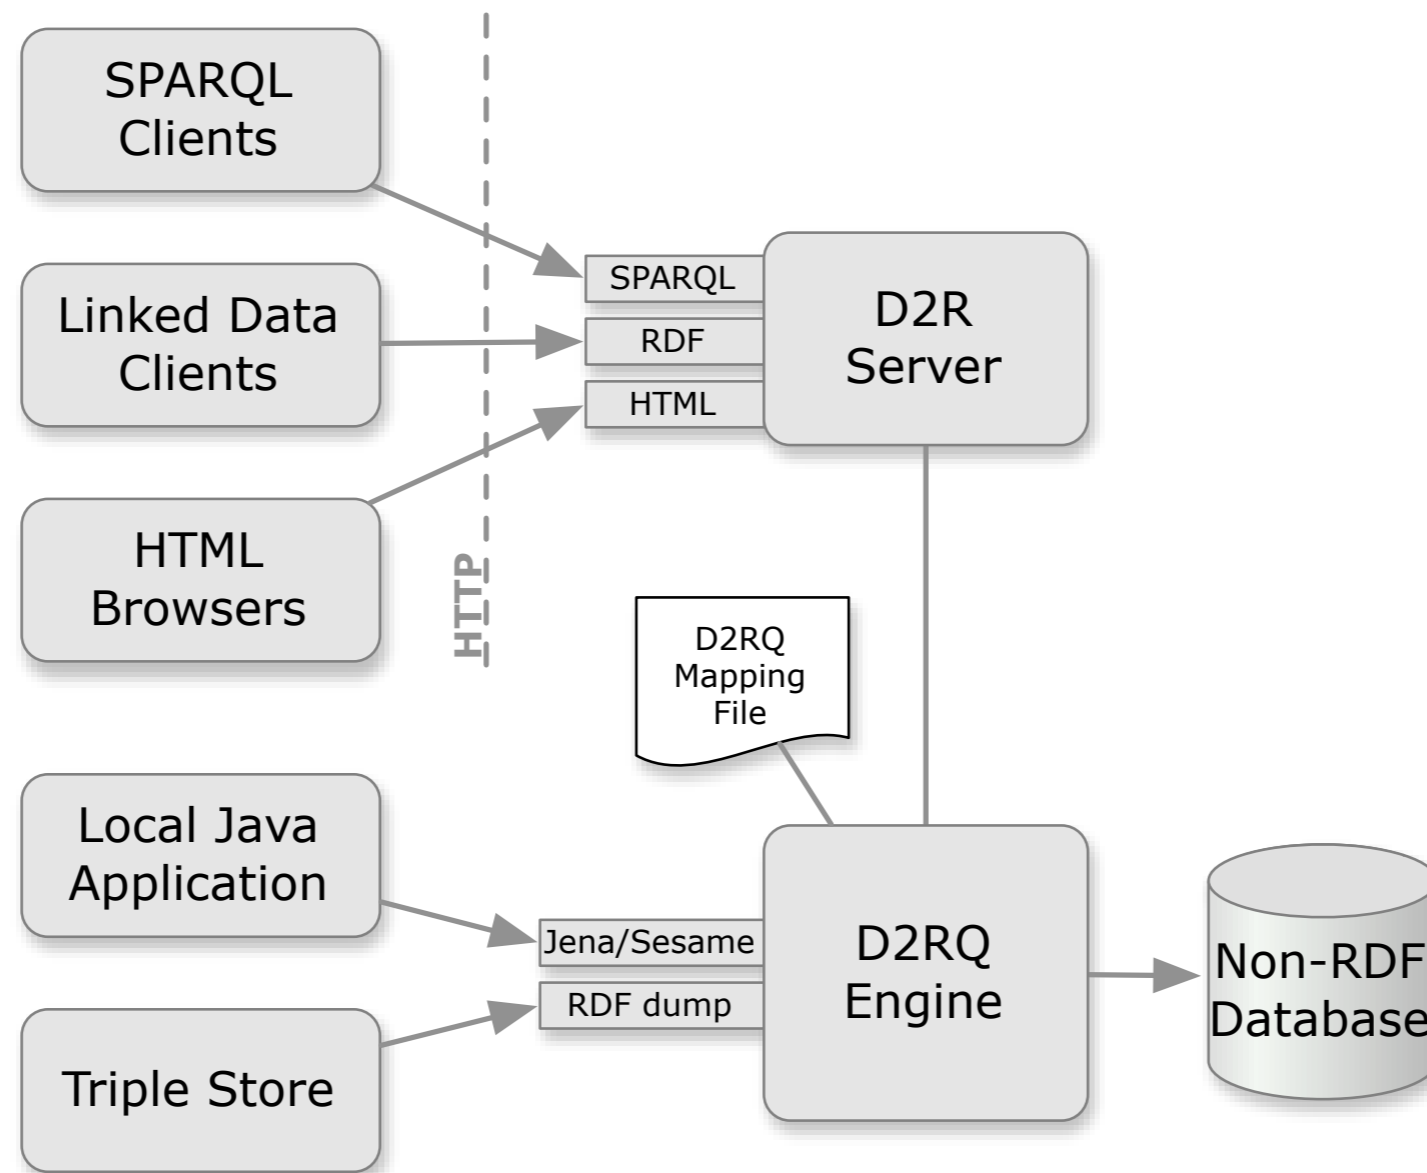 SPARQL
Clients
Linked Data
Clients
HTML
Browsers
HTTP
SPARQL
RDF
HTML
D2R
Server
D2RQ
Mapping
File
Local Java
Application
Triple Store
Jena/Sesame
RDF dump
D2RQ
Engine
Non-RDF
Database